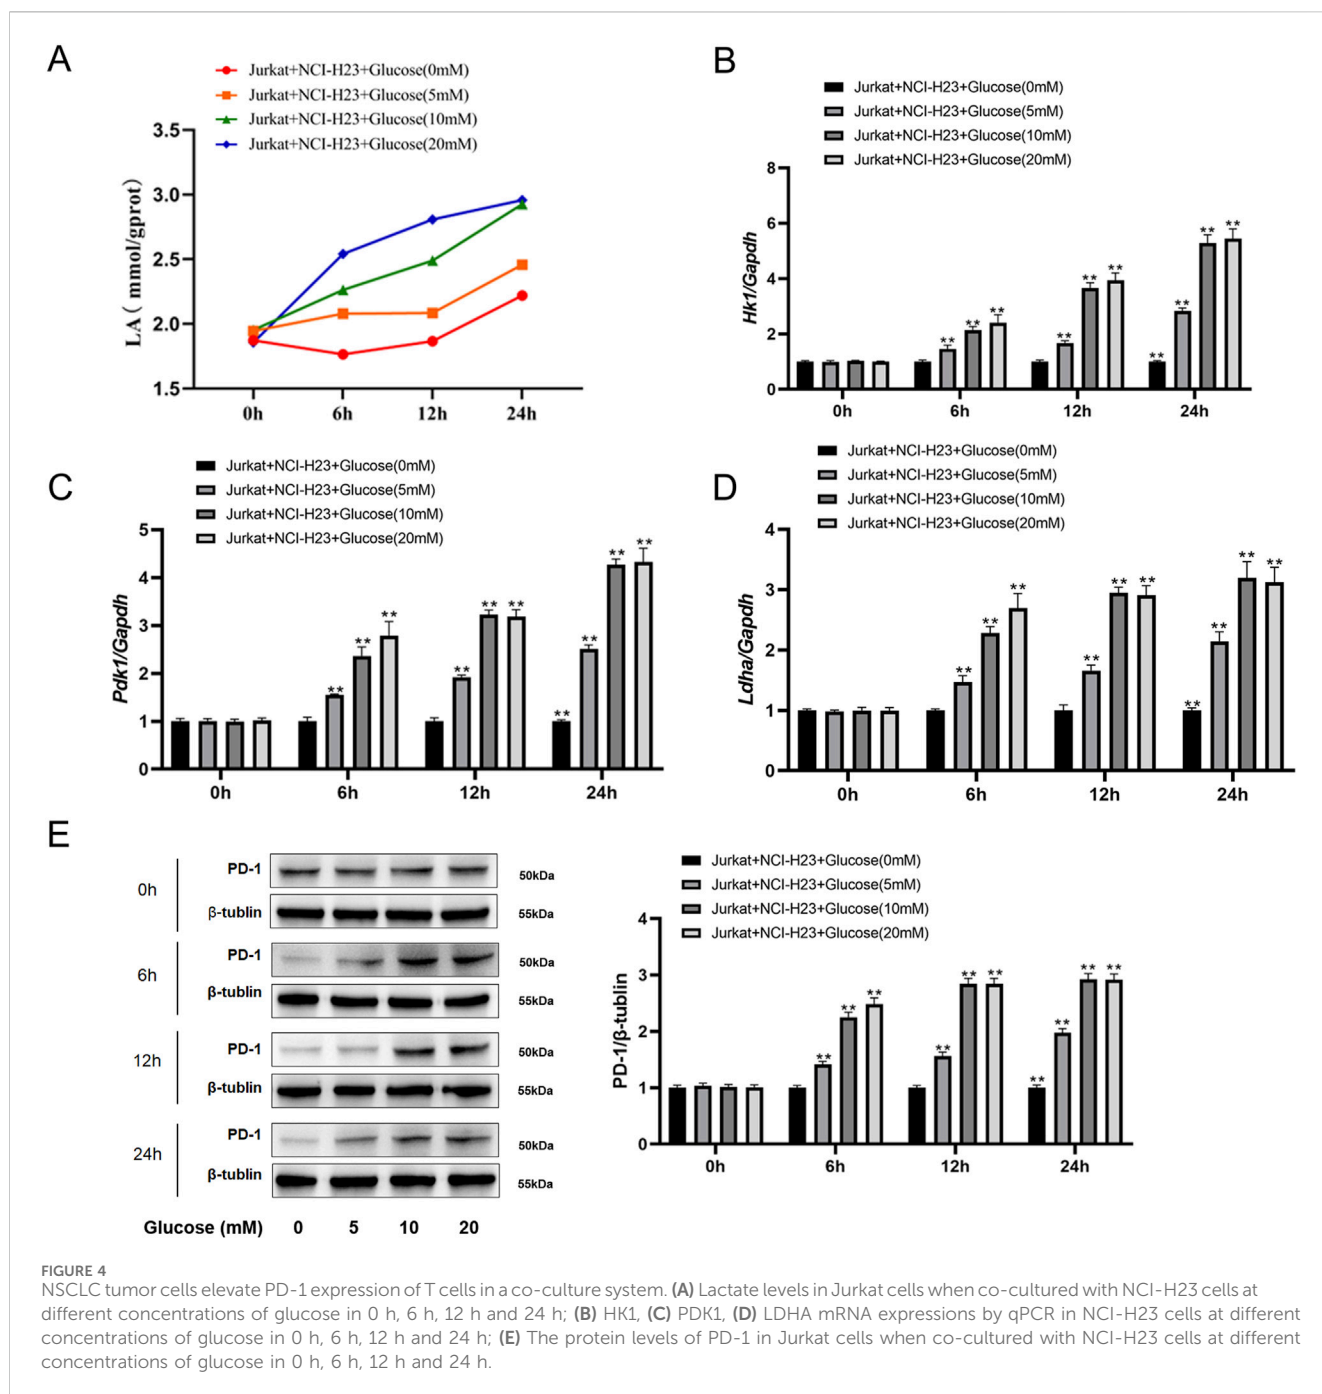 A
Jurkat+NCI-H23+Glucose(0mM)
Jurkat+NCI-H23+Glucose(5mM)
Jurkat+NCI-H23+Glucose(10mM)
Jurkat+NCI-H23+Glucose(20mM)
LA( mmol/gprot)
3.5
3.0
2.5
2.0
1.5
0h 6h 12h 24h
B
Jurkat+NCI-H23+Glucose(0mM)
Jurkat+NCI-H23+Glucose(5mM)
Jurkat+NCI-H23+Glucose(10mM)
Jurkat+NCI-H23+Glucose(20mM)
Hk1/Gapdh
8
6
4
2
0
** ** ** ** ** ** ** ** ** **
0h 6h 12h 24h
C
Jurkat+NCI-H23+Glucose(0mM)
Jurkat+NCI-H23+Glucose(5mM)
Jurkat+NCI-H23+Glucose(10mM)
Jurkat+NCI-H23+Glucose(20mM)
Pdk1/Gapdh
5
4
3
2
1
0
** ** ** ** ** ** ** ** ** **
0h 6h 12h 24h
D
Jurkat+NCI-H23+Glucose(0mM)
Jurkat+NCI-H23+Glucose(5mM)
Jurkat+NCI-H23+Glucose(10mM)
Jurkat+NCI-H23+Glucose(20mM)
Ldha/Gapdh
4
3
2
1
0
** ** ** ** ** ** ** ** ** **
0h 6h 12h 24h
E
0h
PD-1 50kDa
β-tublin 55kDa
6h
PD-1 50kDa
β-tublin 55kDa
12h
PD-1 50kDa
β-tublin 55kDa
24h
PD-1 50kDa
β-tublin 55kDa
Glucose (mM) 0 5 10 20
Jurkat+NCI-H23+Glucose(0mM)
Jurkat+NCI-H23+Glucose(5mM)
Jurkat+NCI-H23+Glucose(10mM)
Jurkat+NCI-H23+Glucose(20mM)
PD-1/β-tublin
4
3
2
1
0
** ** ** ** ** ** ** ** ** **
0h 6h 12h 24h
FIGURE 4
NSCLC tumor cells elevate PD-1 expression of T cells in a co-culture system. (A) Lactate levels in Jurkat cells when co-cultured with NCI-H23 cells at
different concentrations of glucose in 0 h, 6 h, 12 h and 24 h; (B) HK1, (C) PDK1, (D) LDHA mRNA expressions by qPCR in NCI-H23 cells at different
concentrations of glucose in 0 h, 6 h, 12 h and 24 h; (E) The protein levels of PD-1 in Jurkat cells when co-cultured with NCI-H23 cells at different
concentrations of glucose in 0 h, 6 h, 12 h and 24 h.